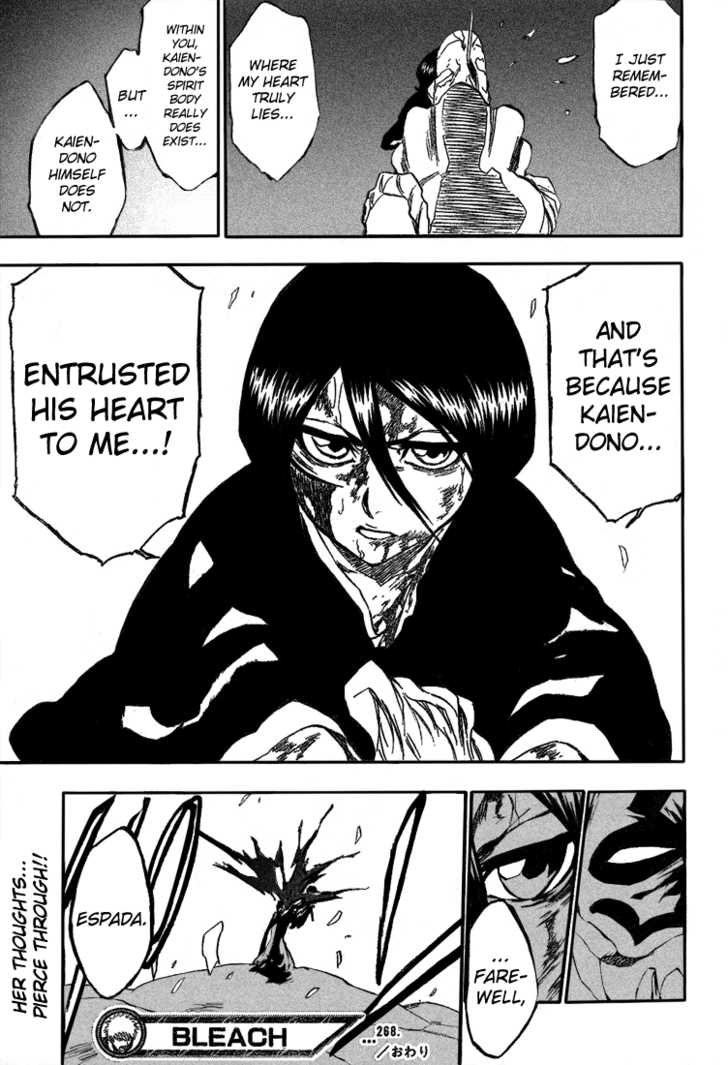 I JUST
REMEM-
BERED...
WHERE
MY HEART
TRULY
LIES...
WITHIN
YOU,
KAIEN-
DONO'S
SPIRIT
BODY
REALLY
DOES
EXIST...
BUT
...
KAIEN-
DONO
HIMSELF
DOES
NOT.
AND
THAT'S
BECAUSE
KAIEN-
DONO...
ENTRUSTED
HIS HEART
TO ME...!
...
FARE-
WELL,
ESPADA.
HER THOUGHTS...
PIERCE THROUGH!!
BLEACH
...268.
/おわり